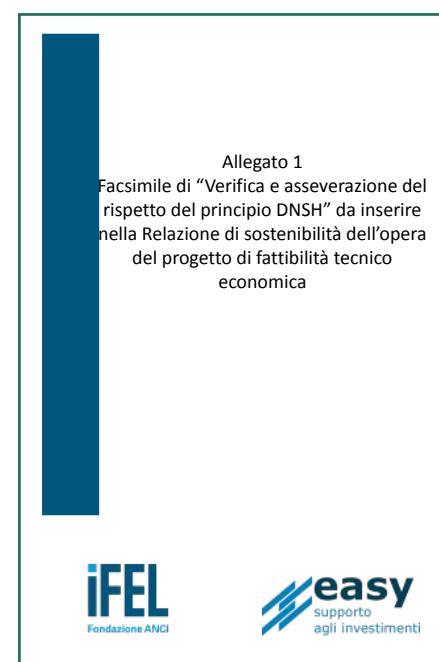 Allegato 1
Facsimile di “Verifica e asseverazione del
rispetto del principio DNSH” da inserire
nella Relazione di sostenibilità dell’opera
del progetto di fattibilità tecnico
economica
iFEL
Fondazione ANCI
easy
supporto
agli investimenti